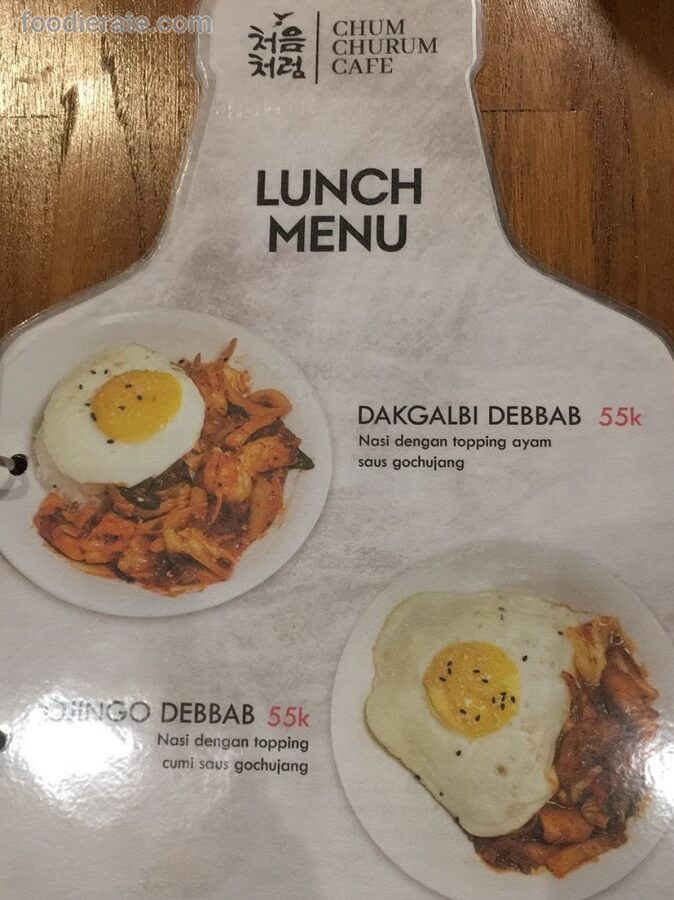 foodierate.com
처음
처럼
CHUM
CHURUM
CAFE
LUNCH
MENU
DAKGALBI DEBBAB 55k
Nasi dengan topping ayam
saus gochujang
OJINGO DEBBAB 55k
Nasi dengan topping
cumi saus gochujang